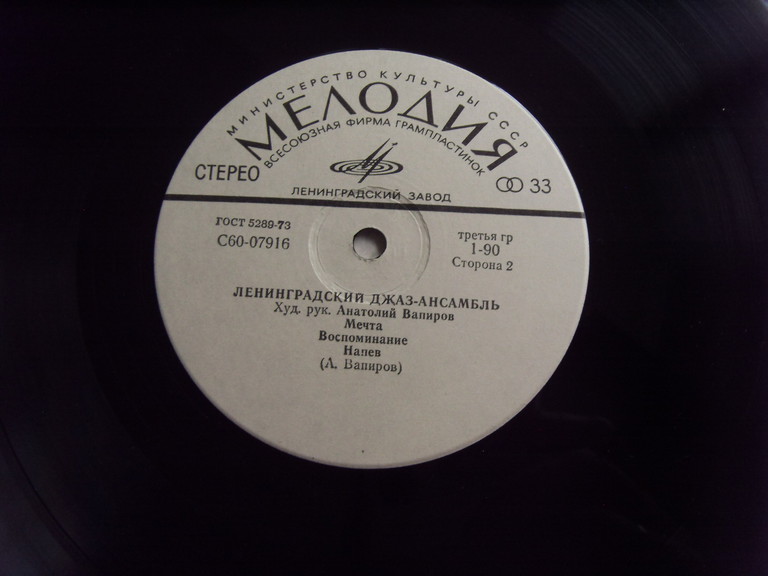 МИНИСТЕРСТВО КУЛЬТУРЫ СССР
МЕЛОДИЯ
ВСЕСОЮЗНАЯ ФИРМА ГРАМПЛАСТИНОК
СТЕРЕО
33
ЛЕНИНГРАДСКИЙ ЗАВОД
ГОСТ 5289-73
С60-07916
третья гр
1-90
Сторона 2
ЛЕНИНГРАДСКИЙ ДЖАЗ-АНСАМБЛЬ
Худ. рук. Анатолий Вапиров
Мечта
Воспоминание
Напев
(А. Вапиров)